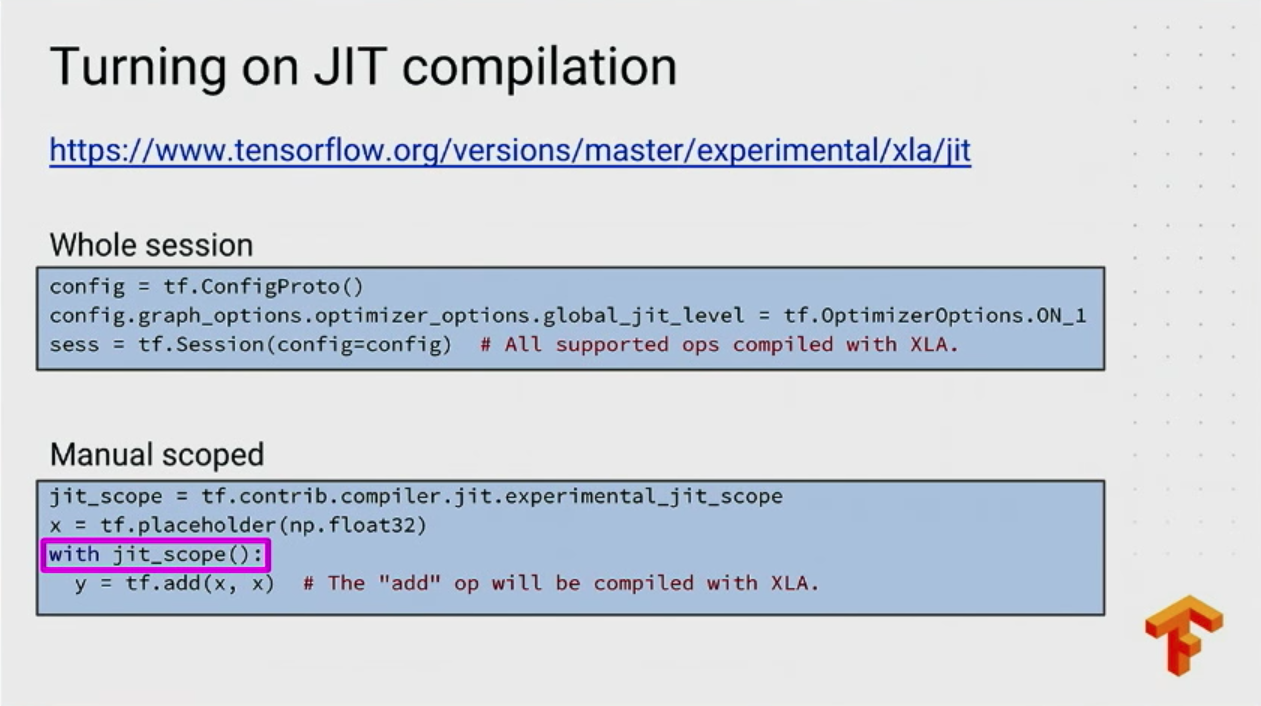 Turning on JIT compilation
https://www.tensorflow.org/versions/master/experimental/xla/jit
Whole session
config = tf.ConfigProto()
config.graph_options.optimizer_options.global_jit_level = tf.OptimizerOptions.ON_1
sess = tf.Session(config=config)  # All supported ops compiled with XLA.
Manual scoped
jit_scope = tf.contrib.compiler.jit.experimental_jit_scope
x = tf.placeholder(np.float32)
with jit_scope():
  y = tf.add(x, x)  # The "add" op will be compiled with XLA.